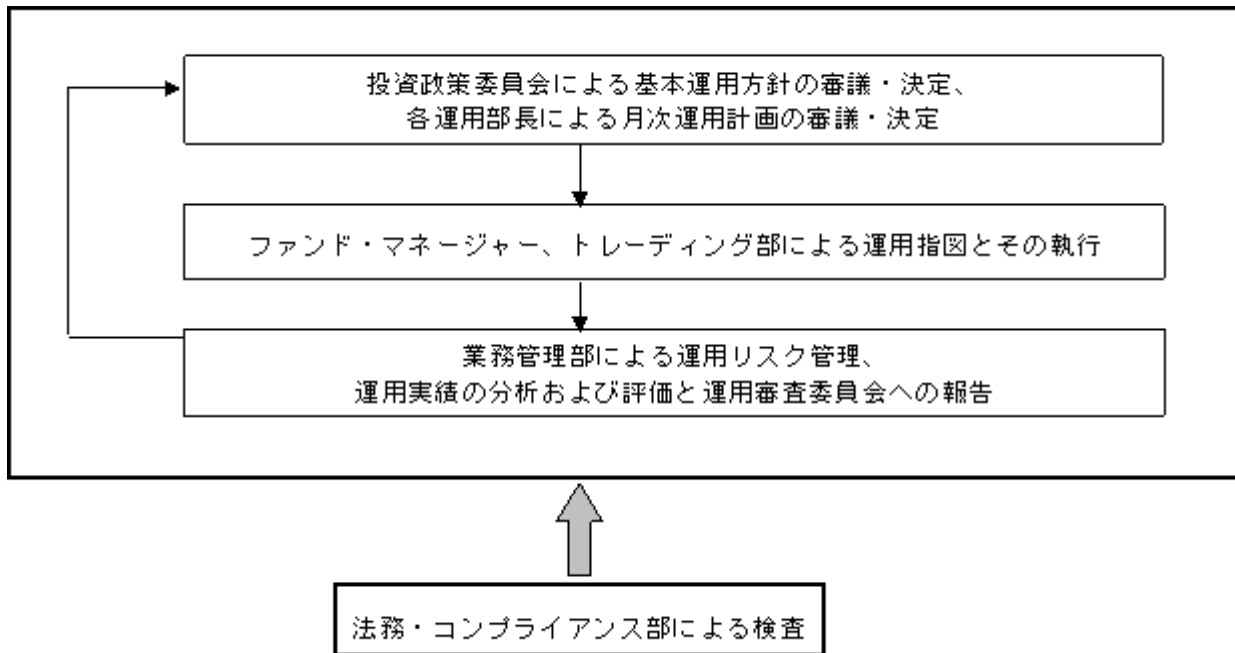 投資政策委員会による基本運用方針の審議・決定、
各運用部長による月次運用計画の審議・決定
ファンド・マネージャー、トレーディング部による運用指図とその執行
業務管理部による運用リスク管理、
運用実績の分析および評価と運用審査委員会への報告
法務・コンプライアンス部による検査